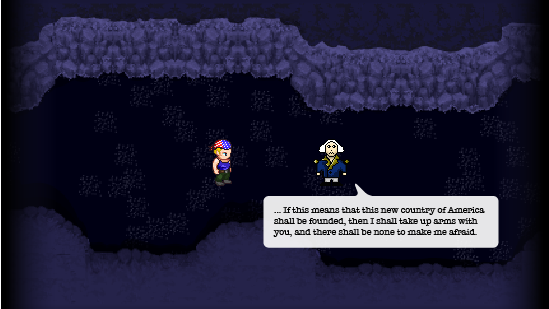 ... If this means that this new country of America
shall be founded, then I shall take up arms with
you, and there shall be none to make me afraid.